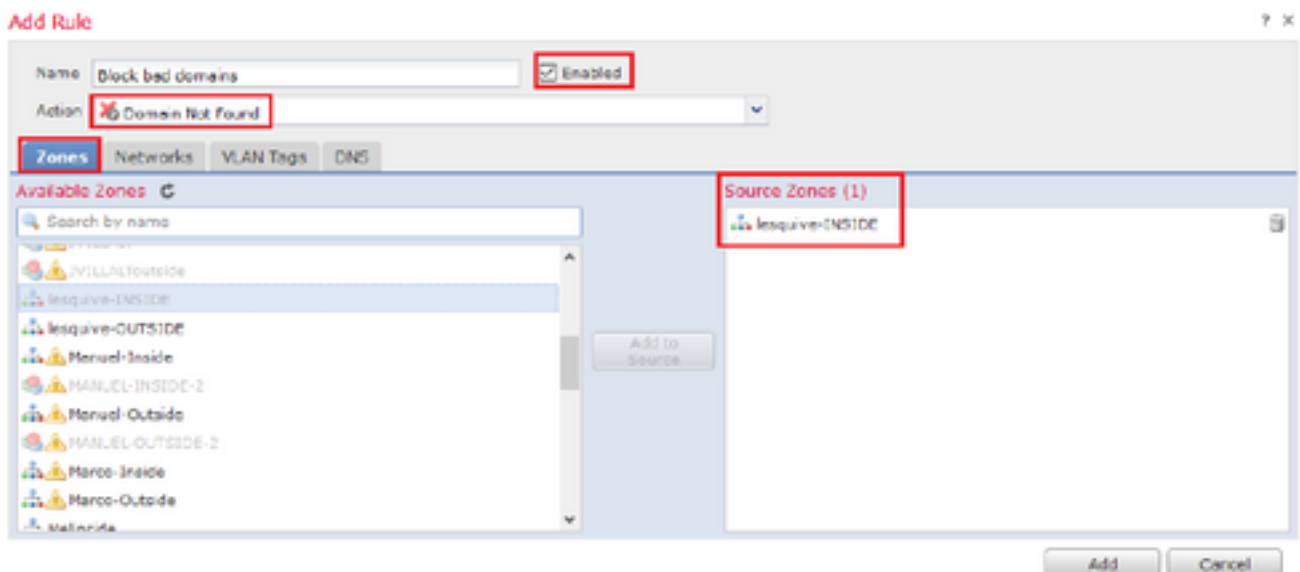 Add Rule ? ×
Name Block bad domains Enabled
Action Domain Not Found
Zones Networks VLAN Tags DNS
Available Zones Source Zones (1)
Search by name lesquive-INSIDE
JVILLALToutside
lesquive-INSIDE
lesquive-OUTSIDE
Manuel-Inside
Add to
Source
MANUEL-INSIDE-2
Manuel-Outside
MANUEL-OUTSIDE-2
Marco-Inside
Marco-Outside
Add Cancel